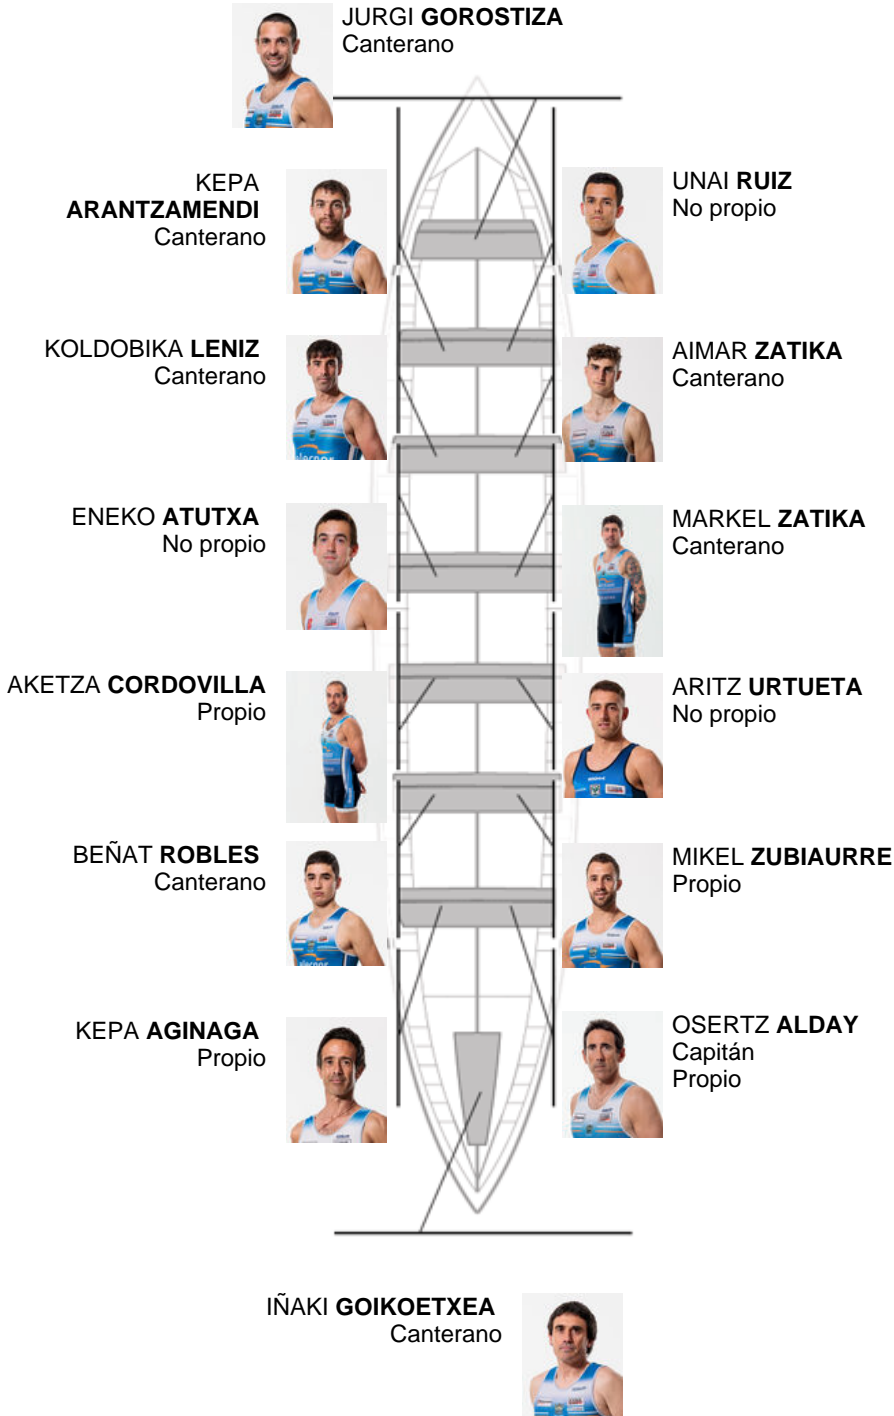 JURGI GOROSTIZA
Canterano
KEPA
ARANTZAMENDI
Canterano
UNAI RUIZ
No propio
KOLDOBIKA LENIZ
Canterano
AIMAR ZATIKA
Canterano
ENEKO ATUTXA
No propio
MARKEL ZATIKA
Canterano
AKETZA CORDOVILLA
Propio
ARITZ URTUETA
No propio
BEÑAT ROBLES
Canterano
MIKEL ZUBIAURRE
Propio
KEPA AGINAGA
Propio
OSERTZ ALDAY
Capitán
Propio
IÑAKI GOIKOETXEA
Canterano